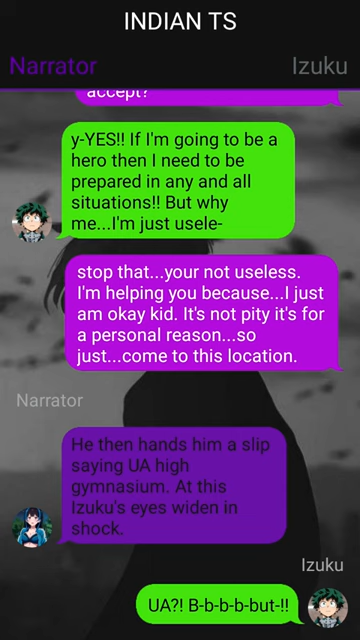 INDIAN TS
Narrator Izuku
accept?
y-YES!! If I'm going to be a
hero then I need to be
prepared in any and all
situations!! But why
me...I'm just usele-
stop that...your not useless.
I'm helping you because...I just
am okay kid. It's not pity it's for
a personal reason...so
just...come to this location.
Narrator
He then hands him a slip
saying UA high
gymnasium. At this
Izuku's eyes widen in
shock.
Izuku
UA?! B-b-b-b-but-!!